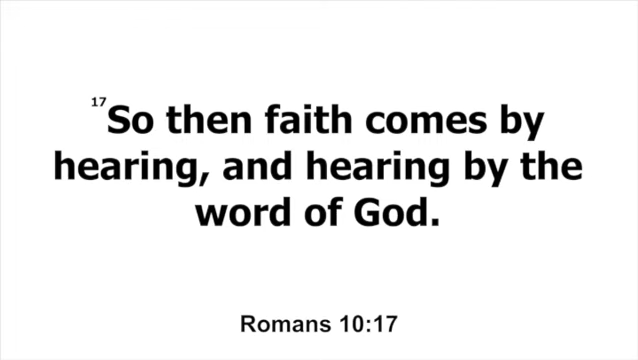 17So then faith comes by
hearing, and hearing by the
word of God.
Romans 10:17